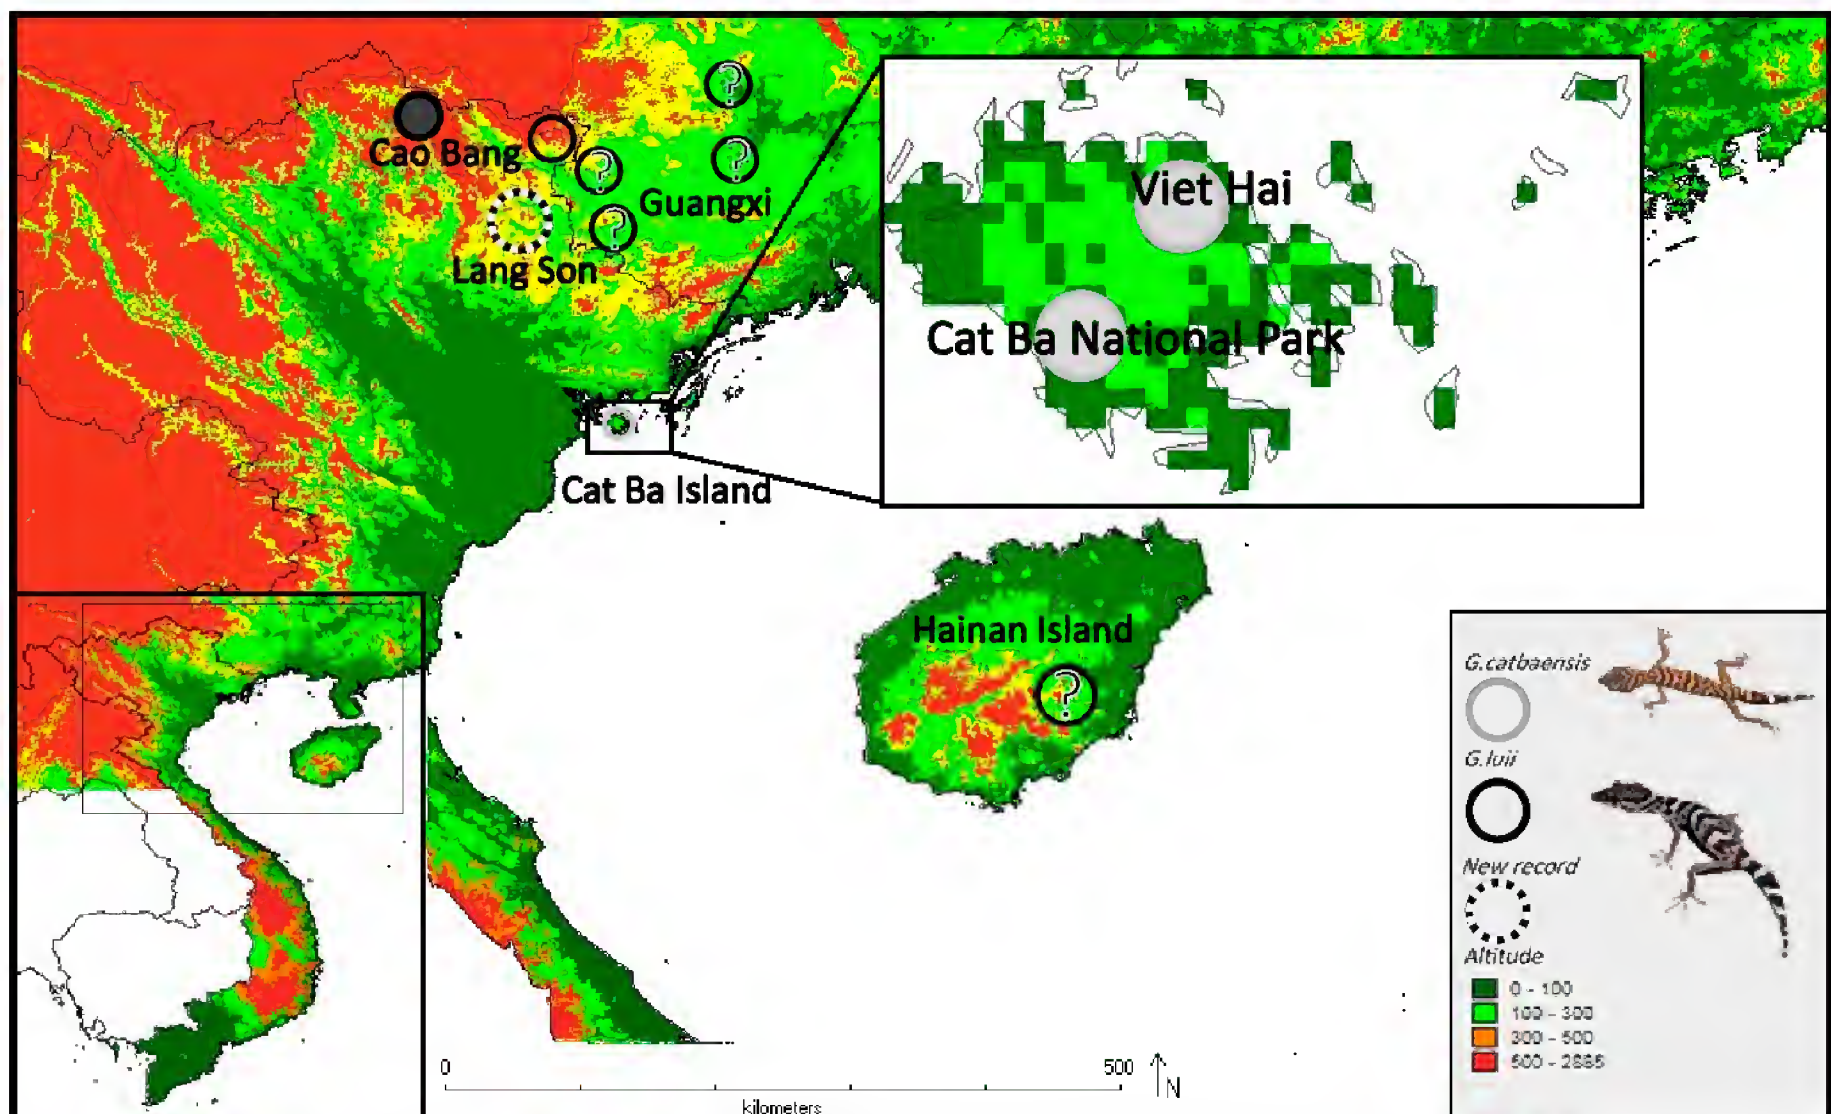 ?
Cao Bang
?
?
Guangxi
?
Lang Son
Viet Hai
Cat Ba National Park
Cat Ba Island
Hainan Island
?
G.catbaensis
G.luii
New record
Altitude
0 - 100
100 - 300
300 - 500
500 - 2885
0
500
N
kilometers